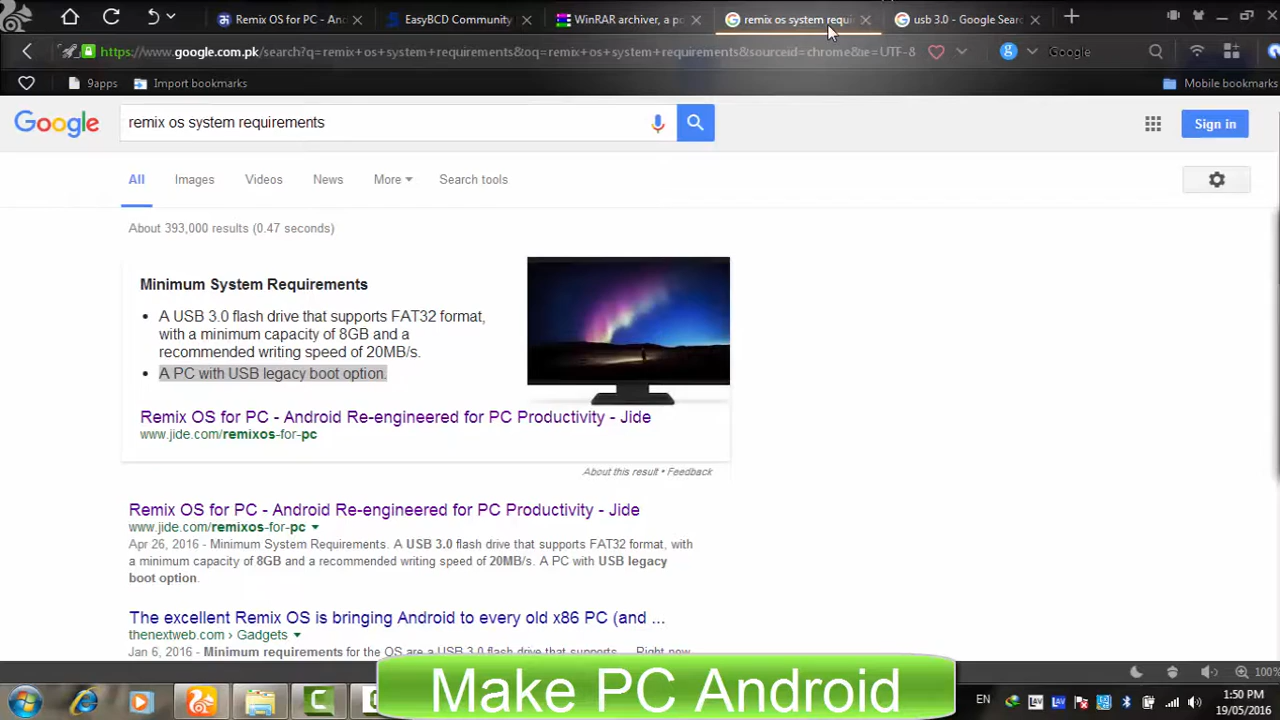 Remix OS for PC - An
EasyBCD Community
WinRAR archiver, a po
remix os system requi
usb 3.0 - Google Searc
https://www.google.com.pk/search?q=remix+os+system+requirements&oq=remix+os+system+requirements&sourceid=chrome&ie=UTF-8
Google
9apps
Import bookmarks
Mobile bookmarks
Google
remix os system requirements
Sign in
All
Images
Videos
News
More
Search tools
About 393,000 results (0.47 seconds)
Minimum System Requirements
• A USB 3.0 flash drive that supports FAT32 format,
with a minimum capacity of 8GB and a
recommended writing speed of 20MB/s.
• A PC with USB legacy boot option.
Remix OS for PC - Android Re-engineered for PC Productivity - Jide
www.jide.com/remixos-for-pc
About this result • Feedback
Remix OS for PC - Android Re-engineered for PC Productivity - Jide
www.jide.com/remixos-for-pc
Apr 26, 2016 - Minimum System Requirements. A USB 3.0 flash drive that supports FAT32 format, with
a minimum capacity of 8GB and a recommended writing speed of 20MB/s. A PC with USB legacy
boot option.
The excellent Remix OS is bringing Android to every old x86 PC (and ...
thenextweb.com › Gadgets
Jan 6, 2016 - Minimum requirements for the OS are a USB 3.0 flash drive that supports ... Right now,
100%
Make PC Android
EN
1:50 PM
19/05/2016